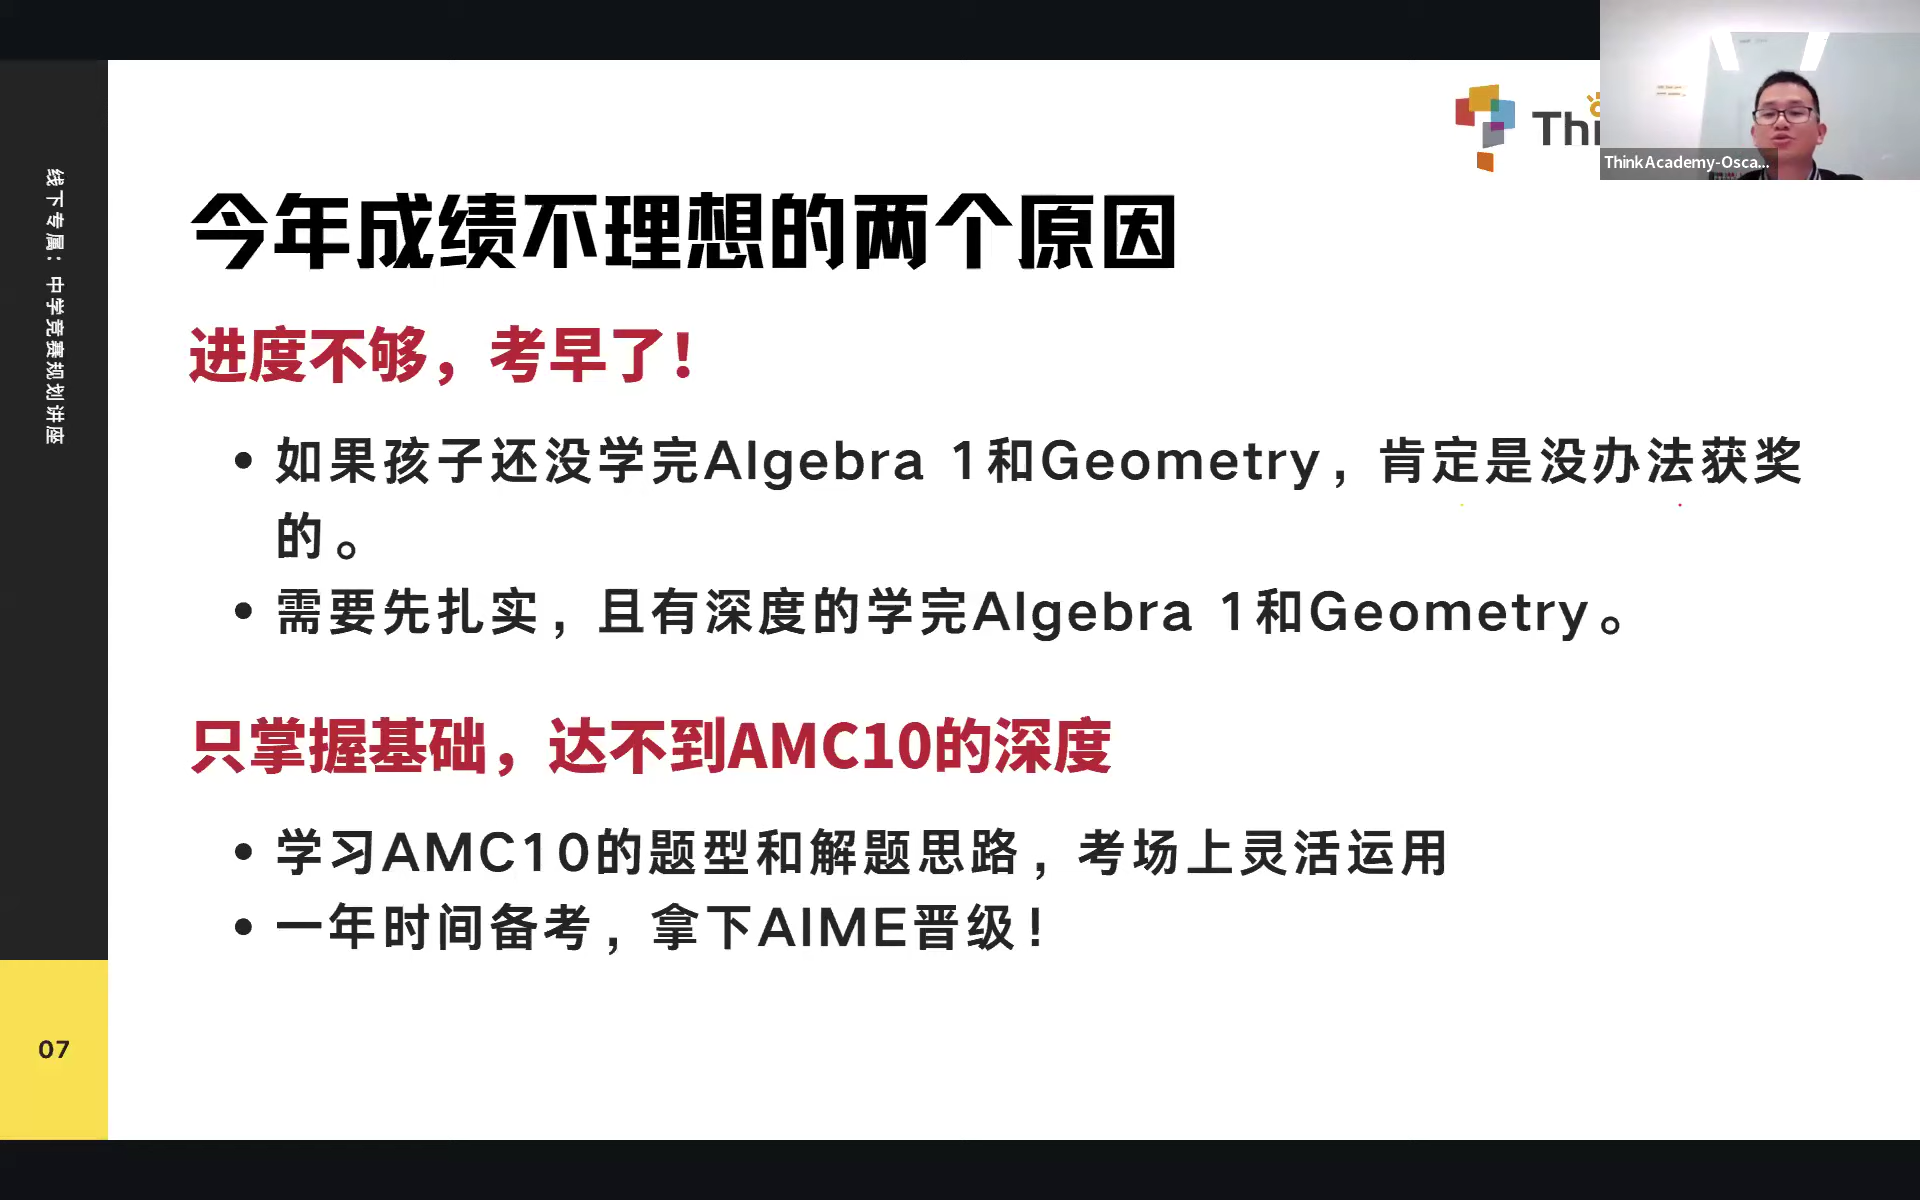 Thi
ThinkAcademy-Osca...
线下专属：中学竞赛规划讲座
今年成绩不理想的两个原因
进度不够，考早了！
• 如果孩子还没学完Algebra 1和Geometry，肯定是没办法获奖
的。
• 需要先扎实，且有深度的学完Algebra 1和Geometry。
只掌握基础，达不到AMC10的深度
• 学习AMC10的题型和解题思路，考场上灵活运用
• 一年时间备考，拿下AIME晋级！
07